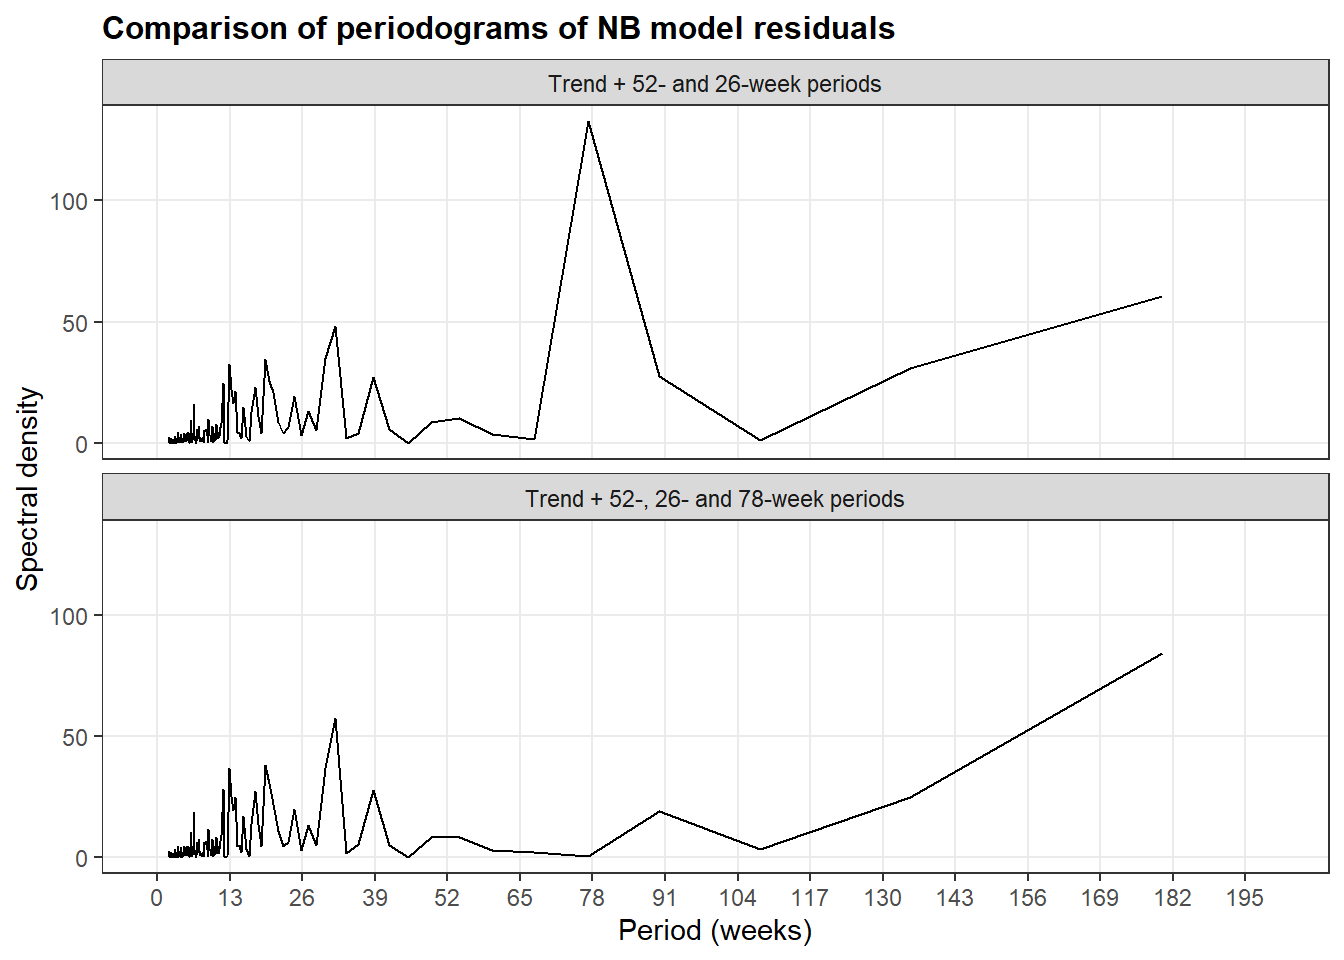 Comparison of periodograms of NB model residuals
Trend + 52- and 26-week periods
100
50
0
Spectral density
Trend + 52-, 26- and 78-week periods
100
50
0
0 13 26 39 52 65 78 91 104 117 130 143 156 169 182 195
Period (weeks)